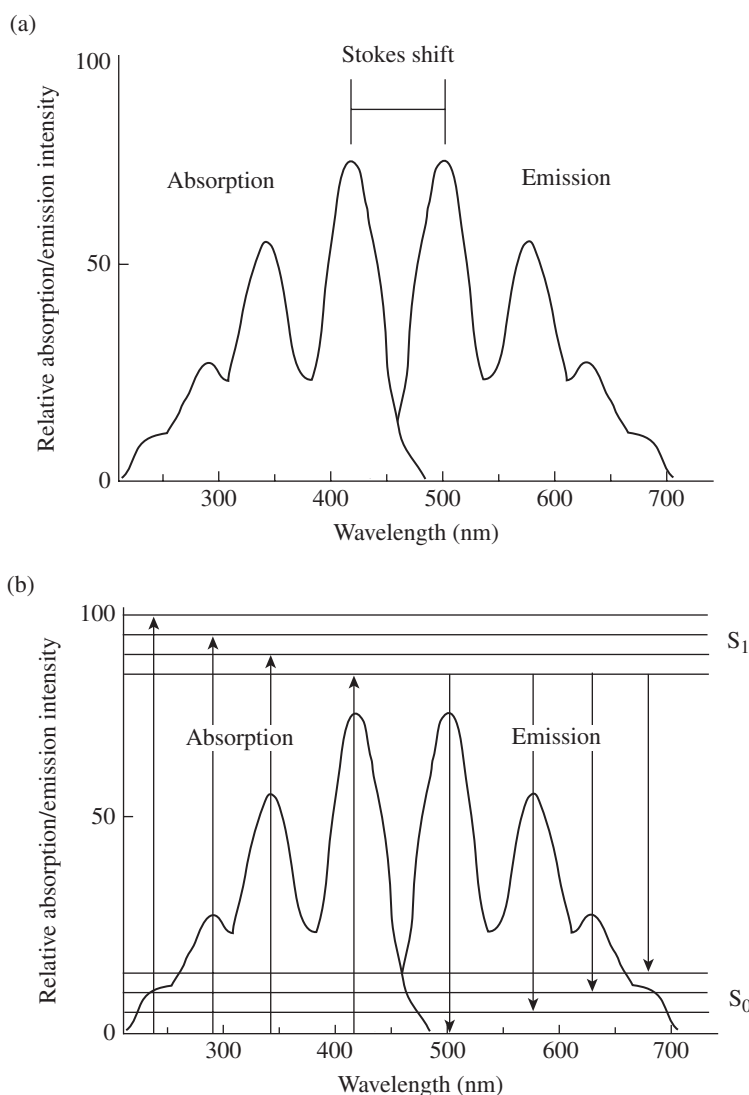 (a)
Stokes shift
100
Absorption
Emission
50
0
Relative absorption/emission intensity
300
400
500
600
700
Wavelength (nm)
(b)
100
S₁
Absorption
Emission
50
S₀
0
Relative absorption/emission intensity
300
400
500
600
700
Wavelength (nm)